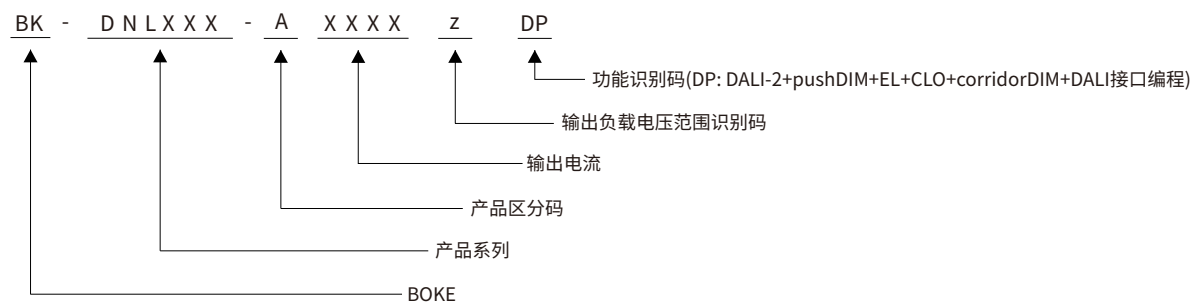 BK - DNLXXX - A XXXX z DP
功能识别码(DP: DALI-2+pushDIM+EL+CLO+corridorDIM+DALI接口编程)
输出负载电压范围识别码
输出电流
产品区分码
产品系列
BOKE